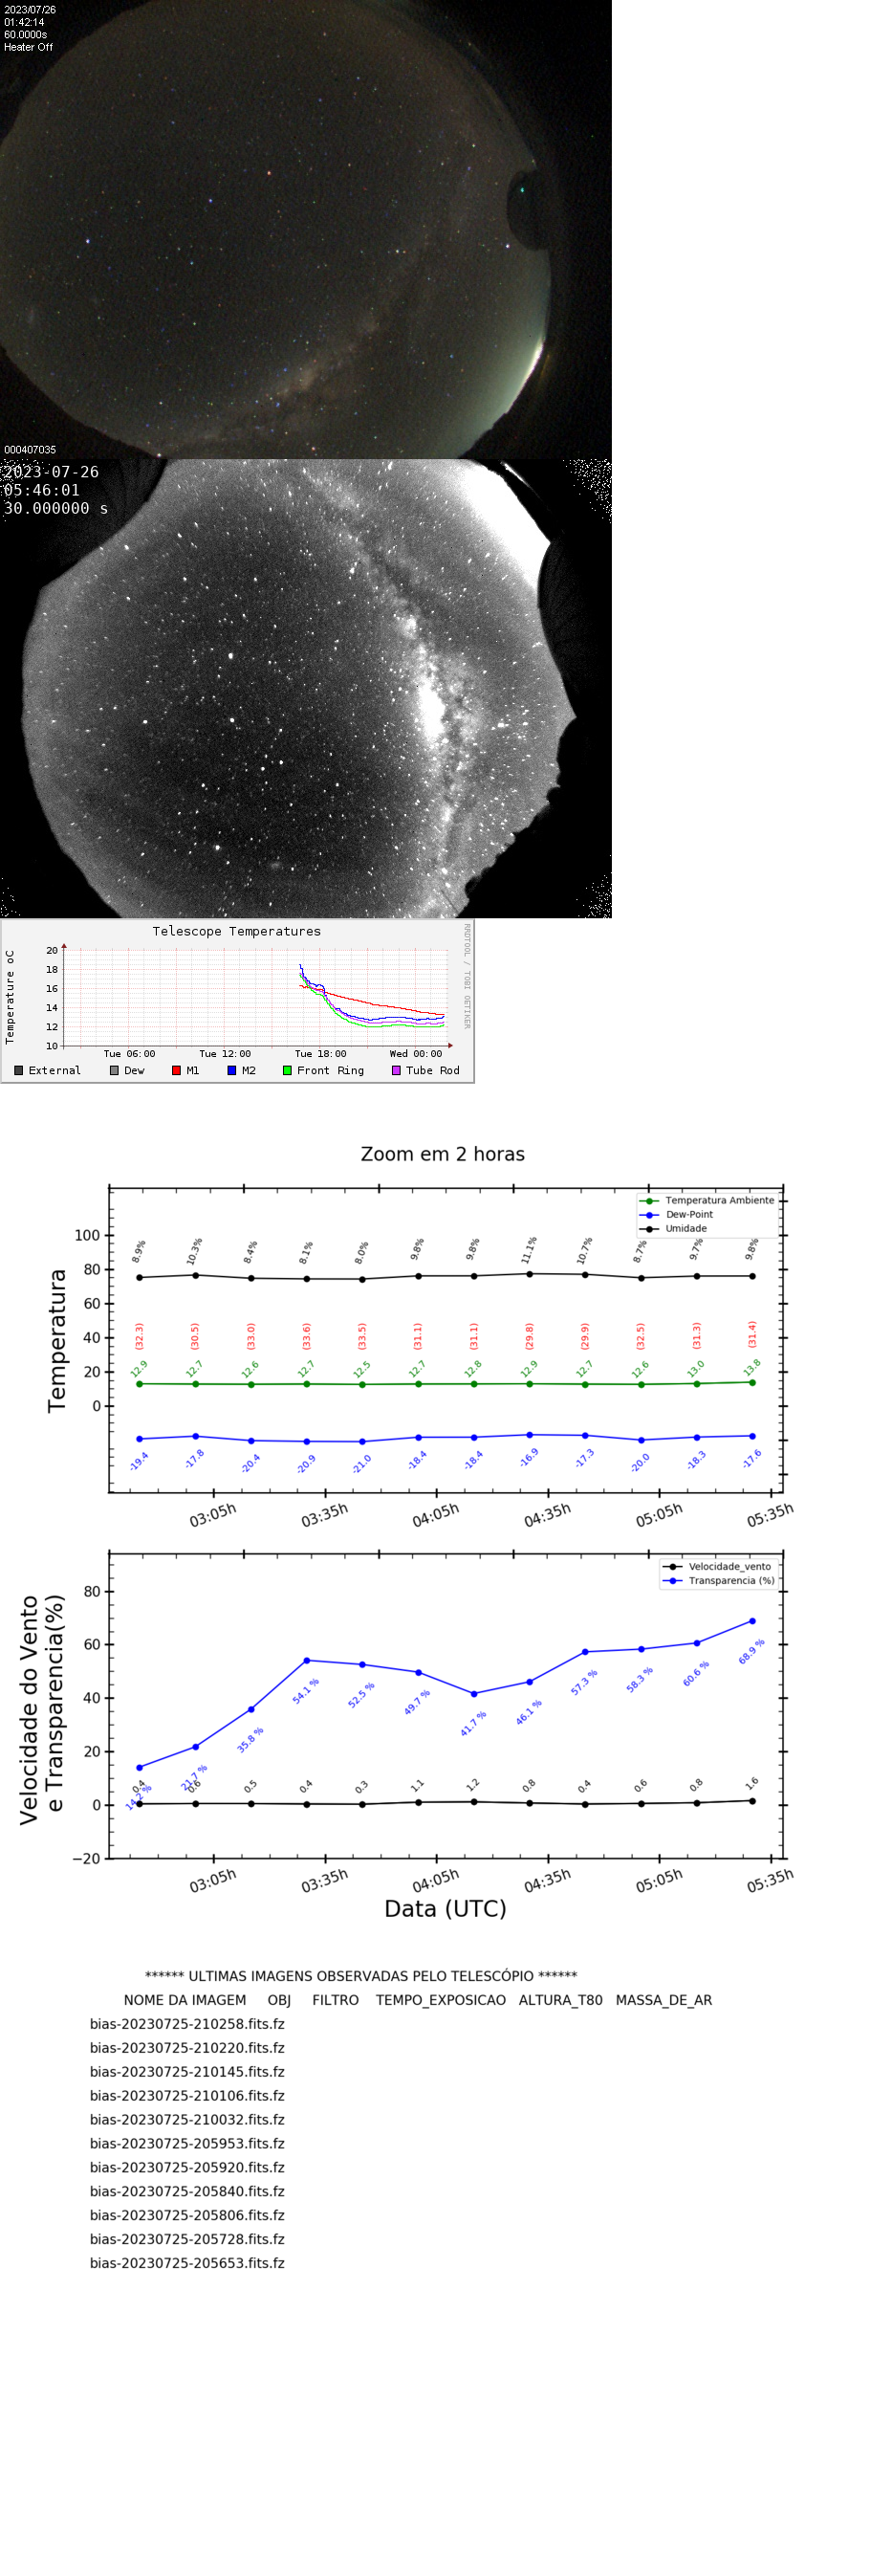 2023/07/26
01:42:14
60.0000s
Heater Off
000407035
2023-07-26
05:46:01
30.000000 s
Telescope Temperatures
RRDTOOL / TOBI OETIKER
Temperature oC
20
18
16
14
12
10
Tue 06:00 Tue 12:00 Tue 18:00 Wed 00:00
External Dew M1 M2 Front Ring Tube Rod
Zoom em 2 horas
Temperatura Ambiente
Dew-Point
Umidade
Temperatura
100
80
60
40
20
0
8.9% 10.3% 8.4% 8.1% 8.0% 9.8% 9.8% 11.1% 10.7% 8.7% 9.7% 9.8%
(32.3) (30.5) (33.0) (33.6) (33.5) (31.1) (31.1) (29.8) (29.9) (32.5) (31.3) (31.4)
12.9 12.7 12.6 12.7 12.5 12.7 12.8 12.9 12.7 12.6 13.0 13.8
-19.4 -17.8 -20.4 -20.9 -21.0 -18.4 -18.4 -16.9 -17.3 -20.0 -18.3 -17.6
03:05h 03:35h 04:05h 04:35h 05:05h 05:35h
Velocidade_vento
Transparencia (%)
Velocidade do Vento
e Transparencia(%)
80
60
40
20
0
−20
14.2 % 21.7 % 35.8 % 54.1 % 52.5 % 49.7 % 41.7 % 46.1 % 57.3 % 58.3 % 60.6 % 68.9 %
0.4 0.6 0.5 0.4 0.3 1.1 1.2 0.8 0.4 0.6 0.8 1.6
03:05h 03:35h 04:05h 04:35h 05:05h 05:35h
Data (UTC)
****** ULTIMAS IMAGENS OBSERVADAS PELO TELESCÓPIO ******
NOME DA IMAGEM OBJ FILTRO TEMPO_EXPOSICAO ALTURA_T80 MASSA_DE_AR
bias-20230725-210258.fits.fz
bias-20230725-210220.fits.fz
bias-20230725-210145.fits.fz
bias-20230725-210106.fits.fz
bias-20230725-210032.fits.fz
bias-20230725-205953.fits.fz
bias-20230725-205920.fits.fz
bias-20230725-205840.fits.fz
bias-20230725-205806.fits.fz
bias-20230725-205728.fits.fz
bias-20230725-205653.fits.fz